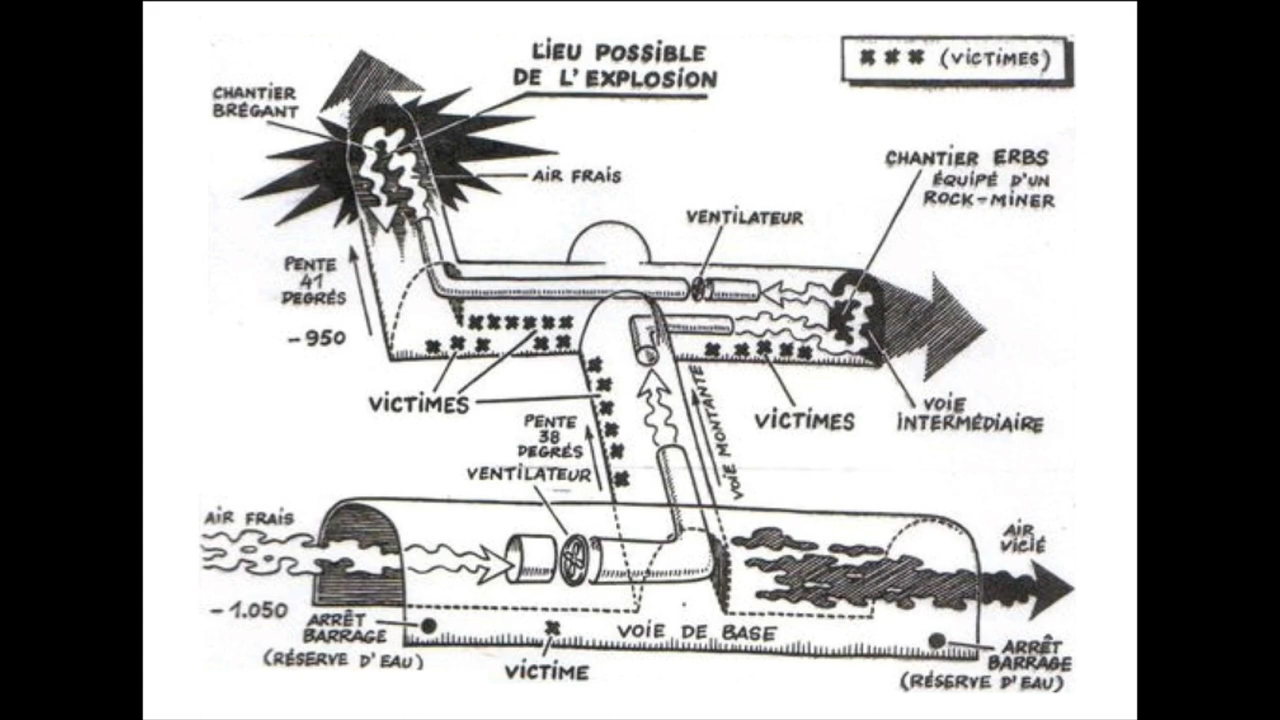 LIEU POSSIBLE
DE L'EXPLOSION
✖ ✖ ✖ (VICTIMES)
CHANTIER
BRÉGANT
AIR FRAIS
CHANTIER ERBS
ÉQUIPÉ D'UN
ROCK-MINER
VENTILATEUR
PENTE
41
DEGRÉS
-950
VICTIMES
VICTIMES
VOIE
INTERMÉDIAIRE
PENTE
38
DEGRÉS
VOIE MONTANTE
VENTILATEUR
AIR FRAIS
AIR
VICIÉ
-1.050
ARRÊT
BARRAGE
(RÉSERVE D'EAU)
VICTIME
VOIE DE BASE
ARRÊT
BARRAGE
(RÉSERVE D'EAU)